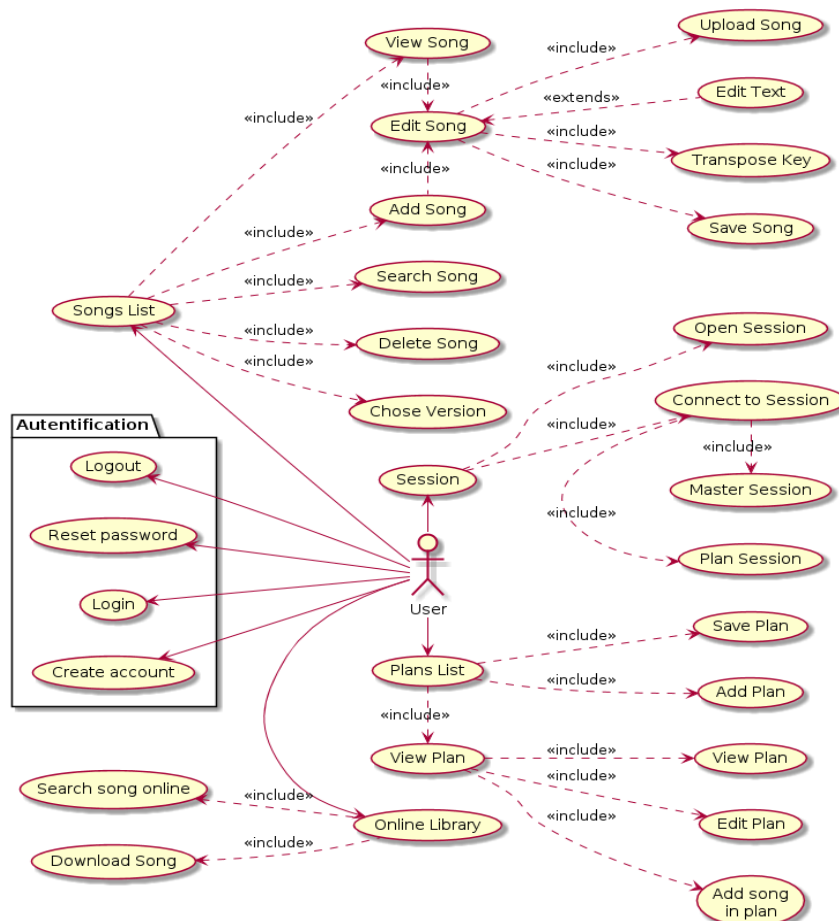 Upload Song
View Song
«include»
«include»
Edit Text
«extends»
«include»
Edit Song
«include»
Transpose Key
«include»
«include»
Add Song
Save Song
«include»
«include»
Search Song
Songs List
«include»
Open Session
Delete Song
«include»
«include»
Connect to Session
Chose Version
«include»
Autentification
«include»
Logout
Session
Master Session
«include»
Reset password
Plan Session
Login
User
Save Plan
«include»
Create account
Plans List
«include»
Add Plan
«include»
View Plan
«include»
View Plan
«include»
Search song online
«include»
«include»
Online Library
Edit Plan
«include»
Download Song
Add song
in plan